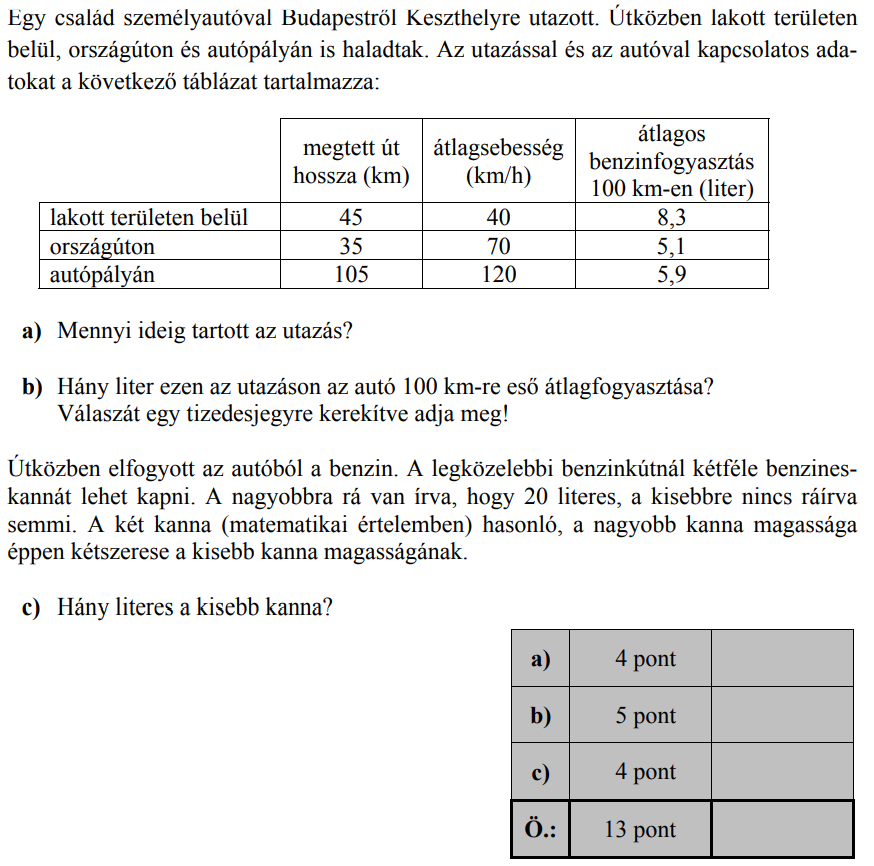 Egy család személyautóval Budapestről Keszthelyre utazott. Útközben lakott területen
belül, országúton és autópályán is haladtak. Az utazással és az autóval kapcsolatos ada-
tokat a következő táblázat tartalmazza:
megtett út hossza (km) átlagsebesség (km/h) átlagos benzinfogyasztás 100 km-en (liter)
lakott területen belül 45 40 8,3
országúton 35 70 5,1
autópályán 105 120 5,9
a) Mennyi ideig tartott az utazás?
b) Hány liter ezen az utazáson az autó 100 km-re eső átlagfogyasztása?
Válaszát egy tizedesjegyre kerekítve adja meg!
Útközben elfogyott az autóból a benzin. A legközelebbi benzinkútnál kétféle benzines-
kannát lehet kapni. A nagyobbra rá van írva, hogy 20 literes, a kisebbre nincs ráírva
semmi. A két kanna (matematikai értelemben) hasonló, a nagyobb kanna magassága
éppen kétszerese a kisebb kanna magasságának.
c) Hány literes a kisebb kanna?
a) 4 pont
b) 5 pont
c) 4 pont
Ö.: 13 pont